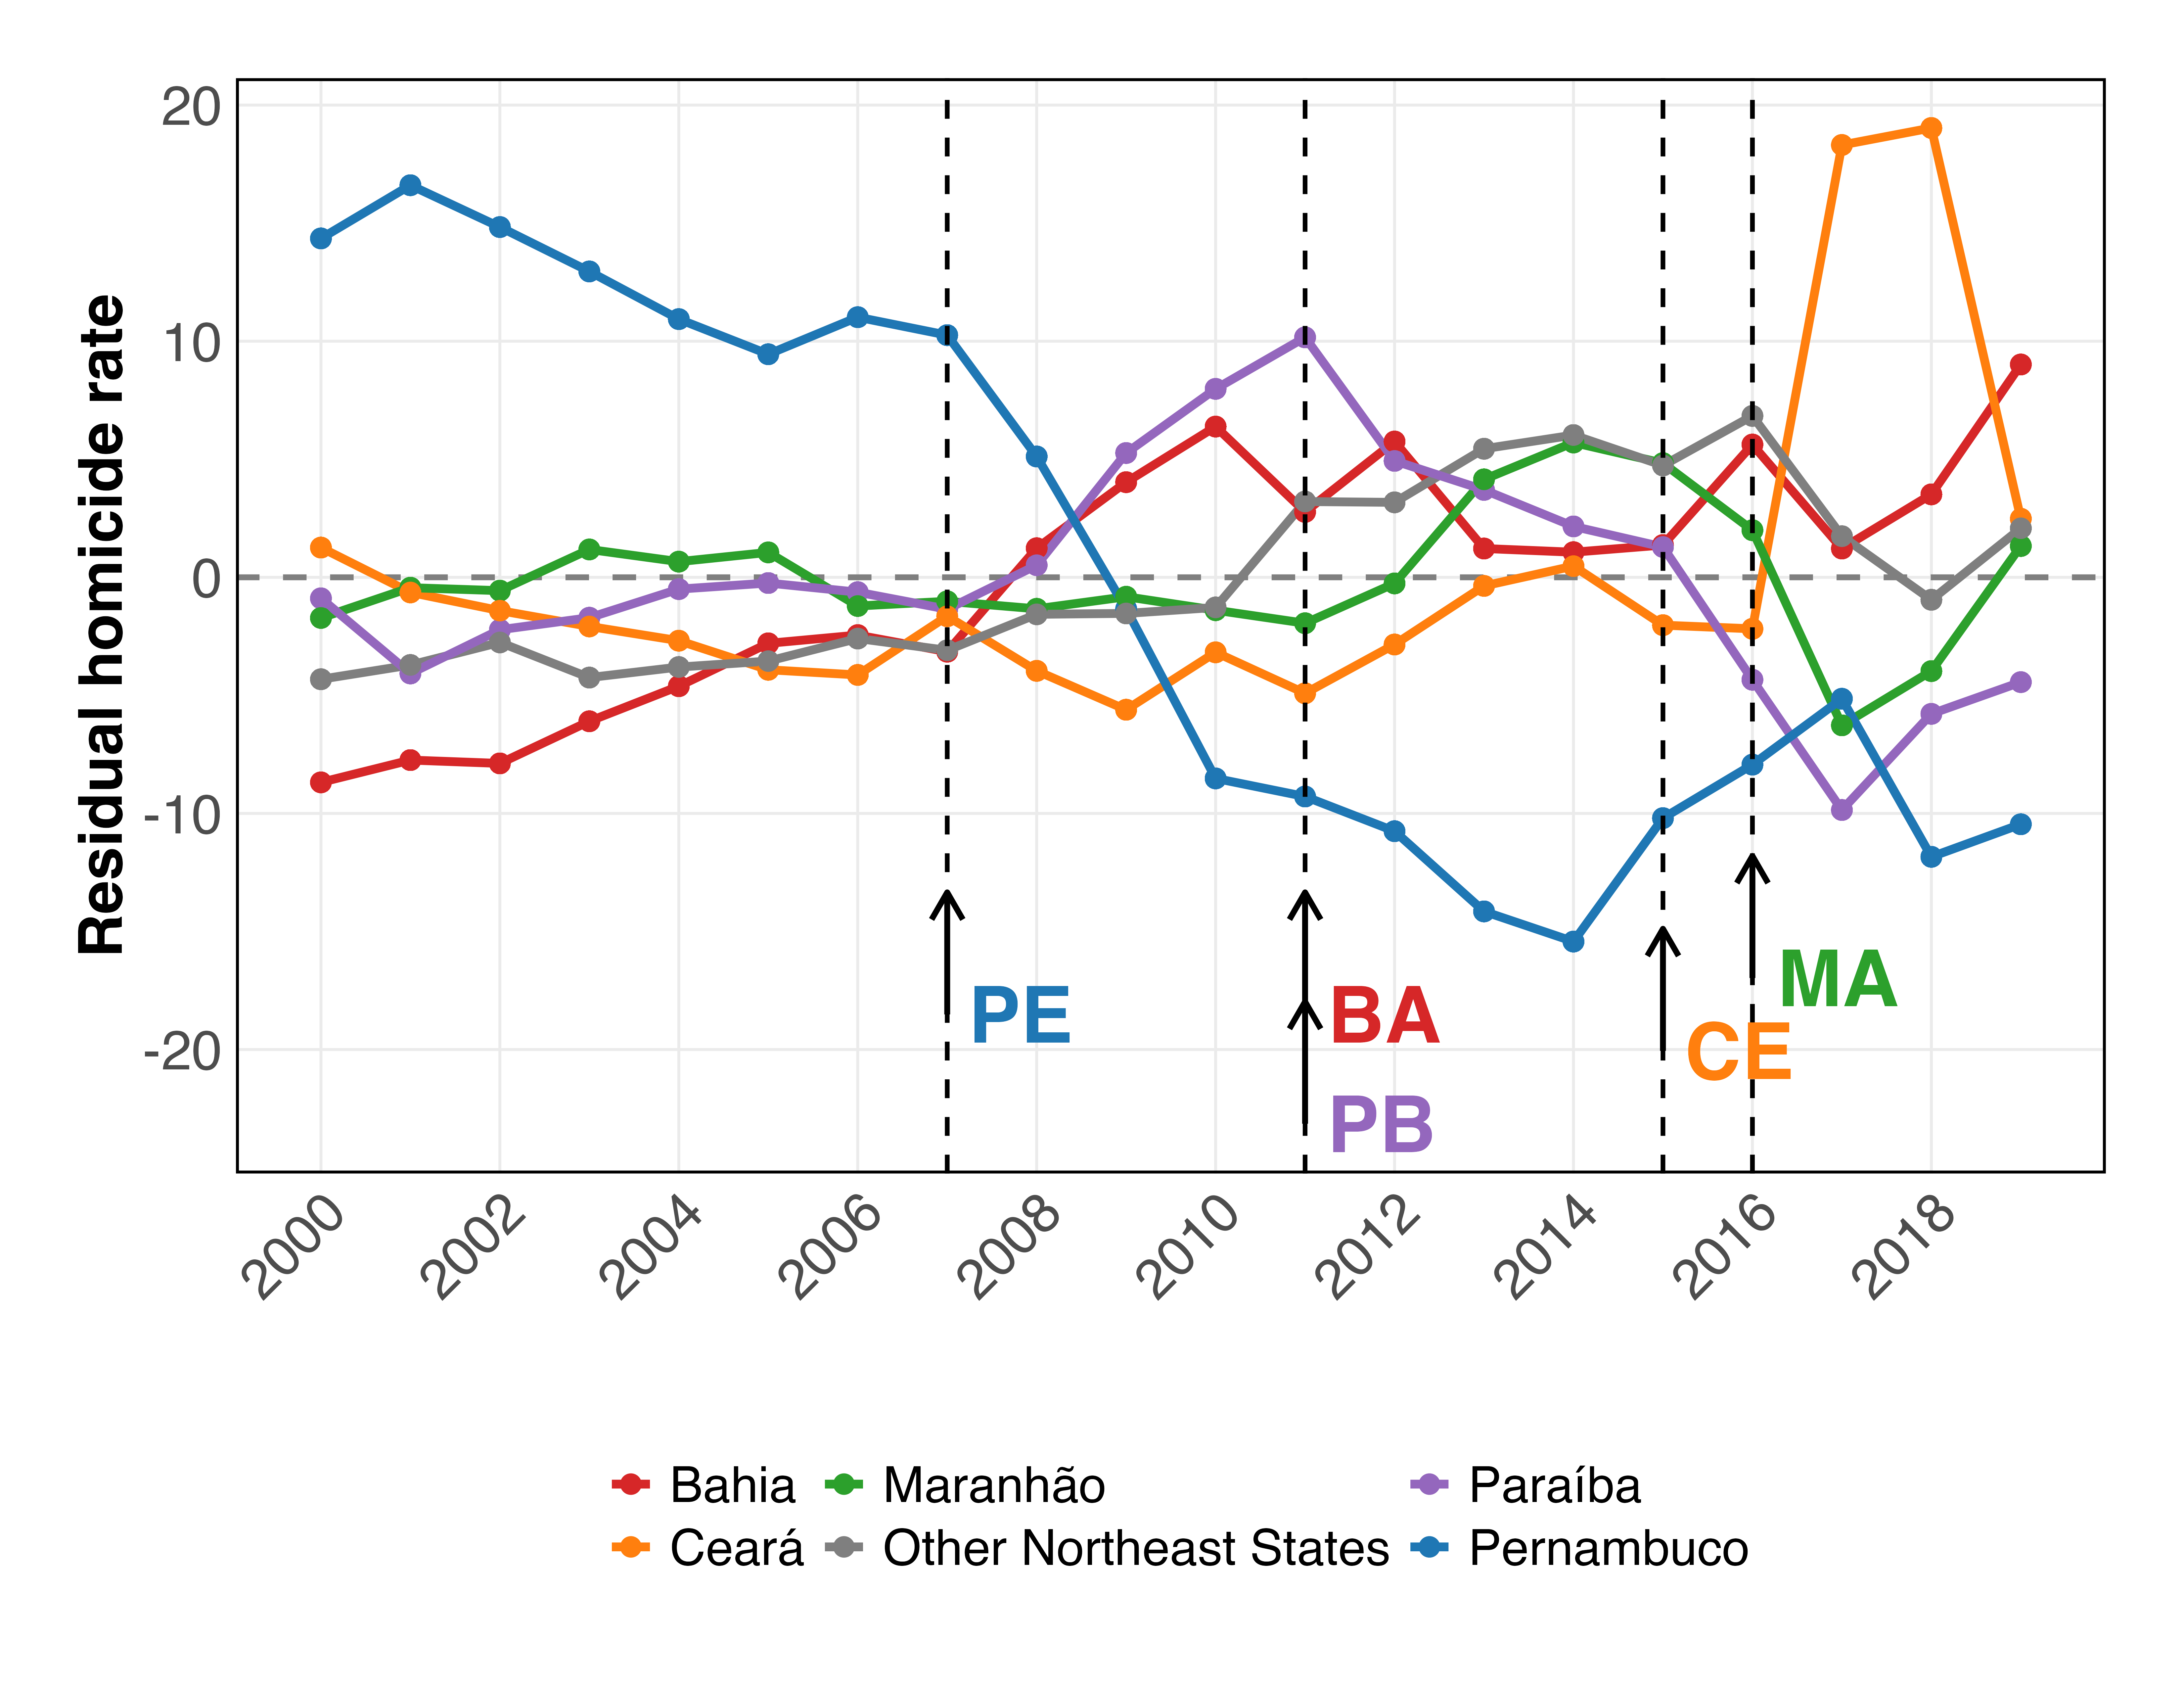 Residual homicide rate
20
10
0
-10
-20
PE
BA
PB
CE
MA
2000 2002 2004 2006 2008 2010 2012 2014 2016 2018
Bahia Maranhão Paraíba
Ceará Other Northeast States Pernambuco